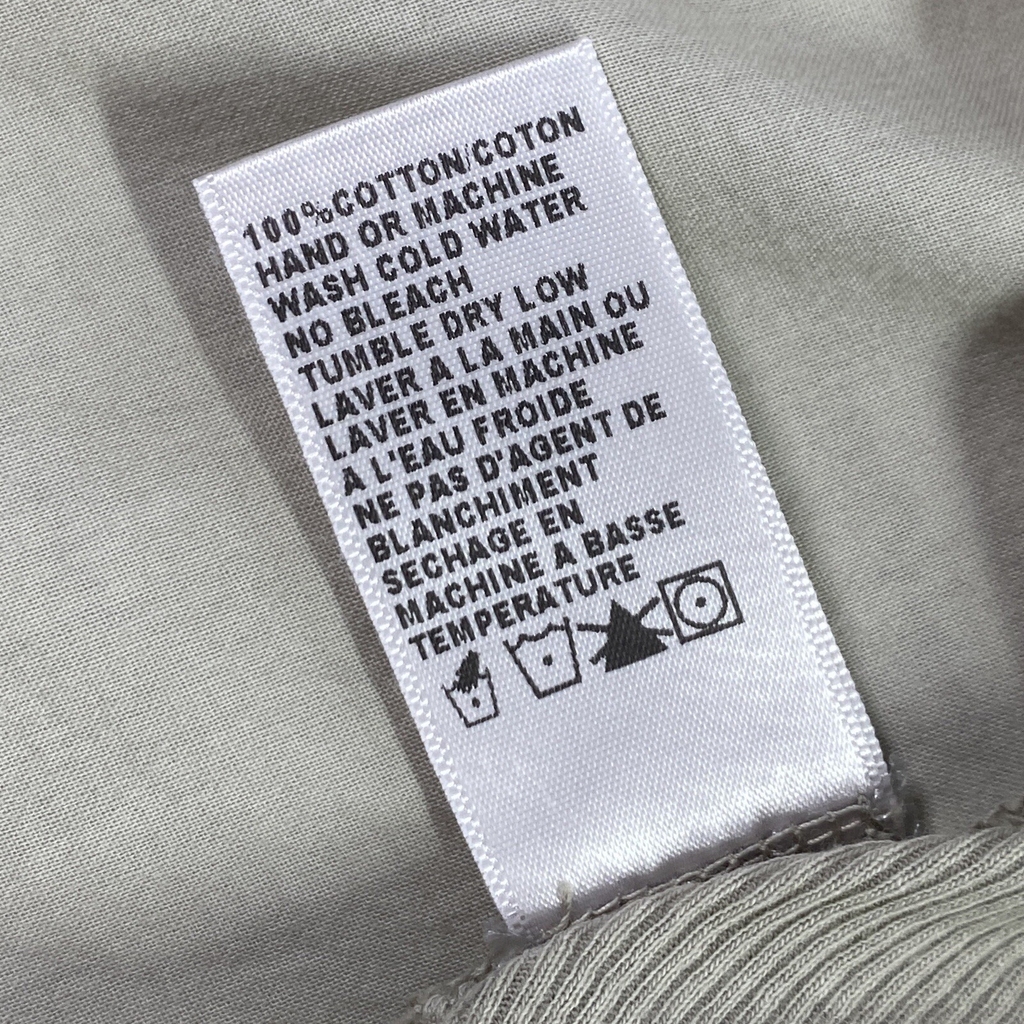 100%COTTON/COTON
HAND OR MACHINE
WASH COLD WATER
NO BLEACH
TUMBLE DRY LOW
LAVER A LA MAIN OU
LAVER EN MACHINE
A L'EAU FROIDE
NE PAS D'AGENT DE
BLANCHIMENT
SECHAGE EN
MACHINE A BASSE
TEMPERATURE